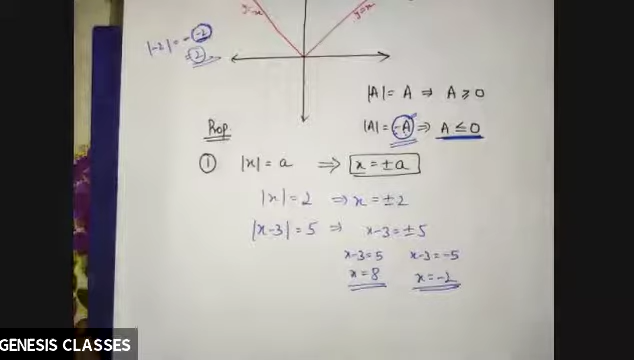 y=-x
y=x
|-2| = -(-2)
= 2
|A| = A ⇒ A ≥ 0
|A| = -A ⇒ A ≤ 0
Prop
① |x| = a ⇒ x = ±a
|x| = 2 ⇒ x = ±2
|x-3| = 5 ⇒ x-3 = ±5
x-3=5 x-3=-5
x=8 x=-2
GENESIS CLASSES